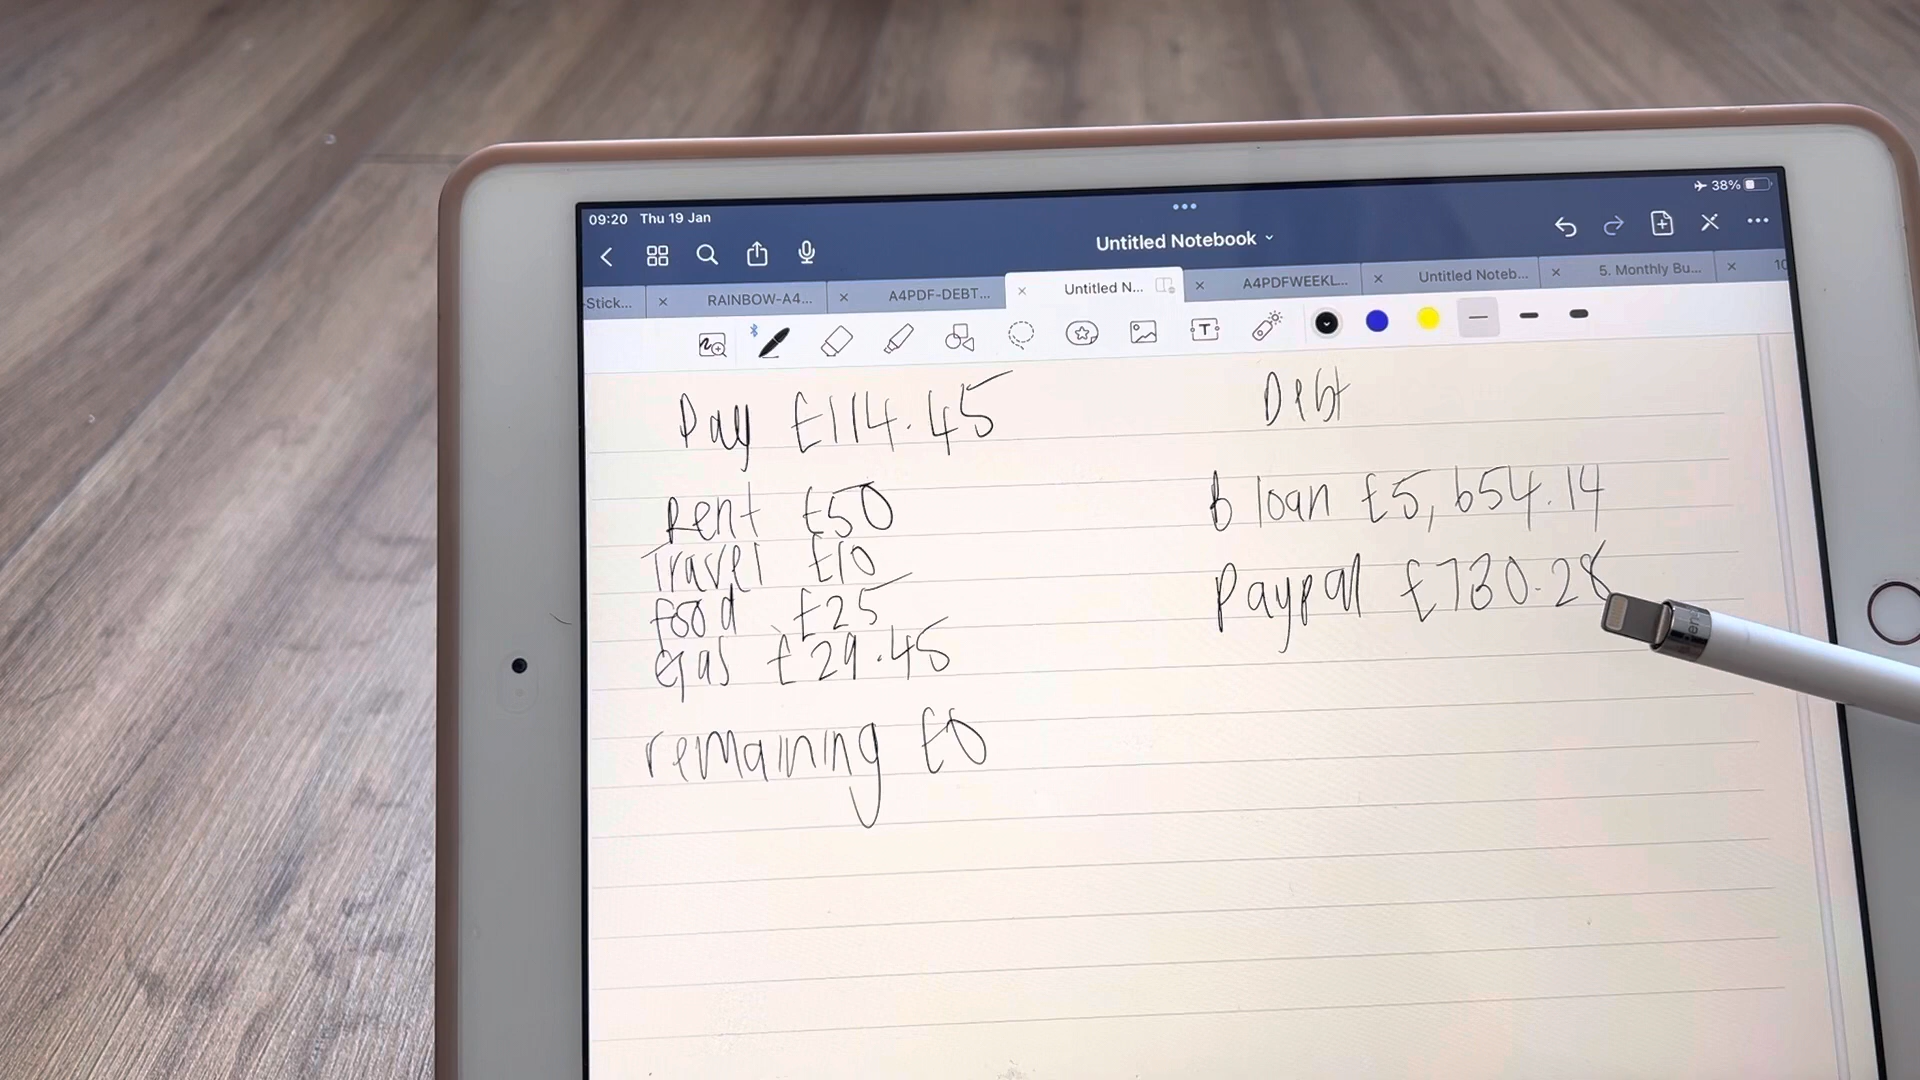 09:20 Thu 19 Jan
38%
Untitled Notebook
Stick...
RAINBOW-A4...
A4PDF-DEBT...
Untitled N...
A4PDFWEEKL...
Untitled Noteb...
5. Monthly Bu...
10
T
Pay £114.45
Rent £50
Travel £10
food £25
Gas £29.45
remaining £0
Debt
B loan £5,654.14
Paypal £730.28